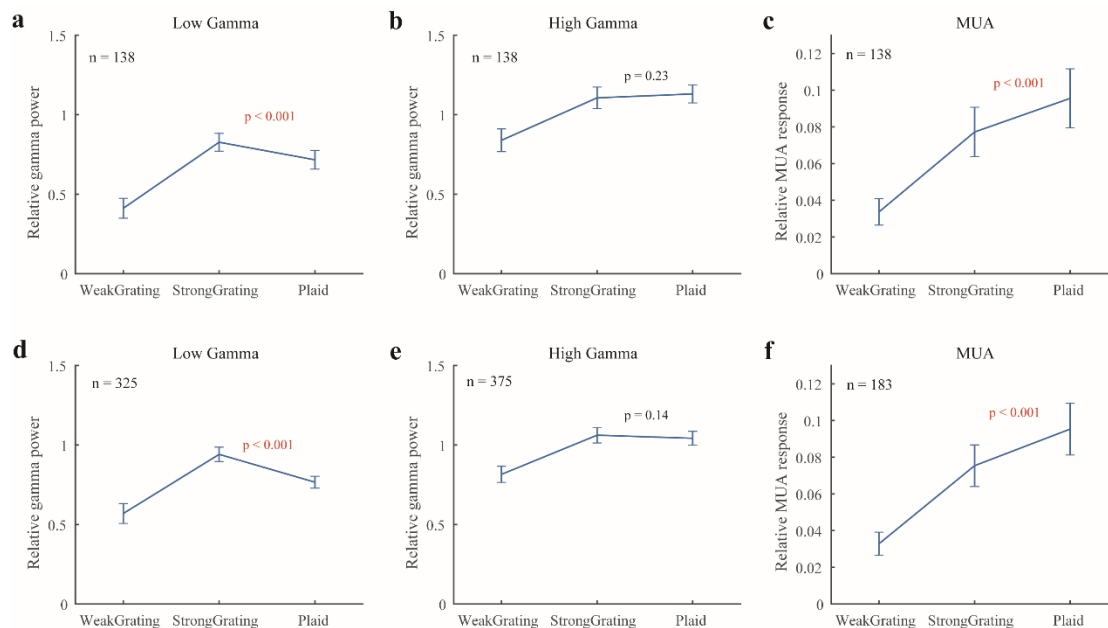 a
Low Gamma
n = 138
p < 0.001
Relative gamma power
1.5
1
0.5
0
WeakGrating StrongGrating Plaid
b
High Gamma
n = 138
p = 0.23
Relative gamma power
1.5
1
0.5
0
WeakGrating StrongGrating Plaid
c
MUA
n = 138
p < 0.001
Relative MUA response
0.12
0.1
0.08
0.06
0.04
0.02
0
WeakGrating StrongGrating Plaid
d
Low Gamma
n = 325
p < 0.001
Relative gamma power
1.5
1
0.5
0
WeakGrating StrongGrating Plaid
e
High Gamma
n = 375
p = 0.14
Relative gamma power
1.5
1
0.5
0
WeakGrating StrongGrating Plaid
f
MUA
n = 183
p < 0.001
Relative MUA response
0.12
0.1
0.08
0.06
0.04
0.02
0
WeakGrating StrongGrating Plaid